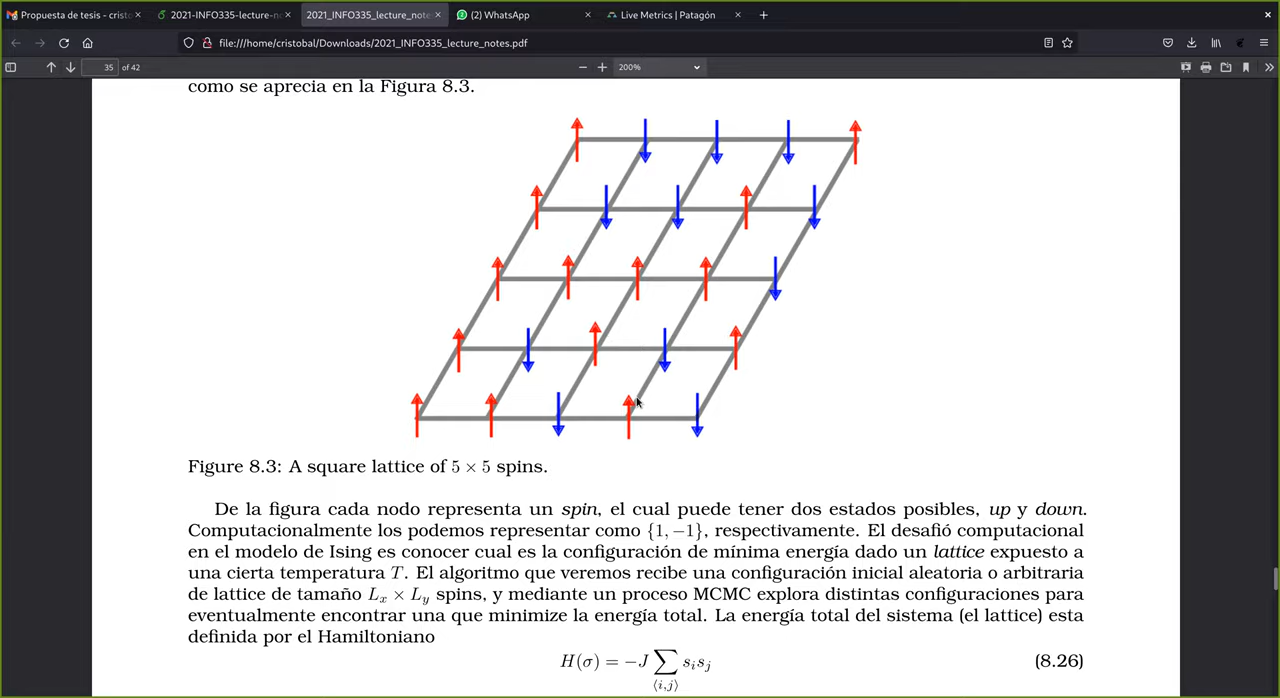 Propuesta de tesis - crist
2021-INFO335-lecture-n
2021_INFO335_lecture_note
(2) WhatsApp
Live Metrics | Patagón
file:///home/cristobal/Downloads/2021_INFO335_lecture_notes.pdf
35 of 42
200%
como se aprecia en la Figura 8.3.
Figure 8.3: A square lattice of 5 × 5 spins.
De la figura cada nodo representa un spin, el cual puede tener dos estados posibles, up y down.
Computacionalmente los podemos representar como {1, −1}, respectivamente. El desafió computacional
en el modelo de Ising es conocer cual es la configuración de mínima energía dado un lattice expuesto a
una cierta temperatura T. El algoritmo que veremos recibe una configuración inicial aleatoria o arbitraria
de lattice de tamaño Lx × Ly spins, y mediante un proceso MCMC explora distintas configuraciones para
eventualmente encontrar una que minimize la energía total. La energía total del sistema (el lattice) esta
definida por el Hamiltoniano
H(σ) = −J ∑ sisj (8.26)
⟨i,j⟩